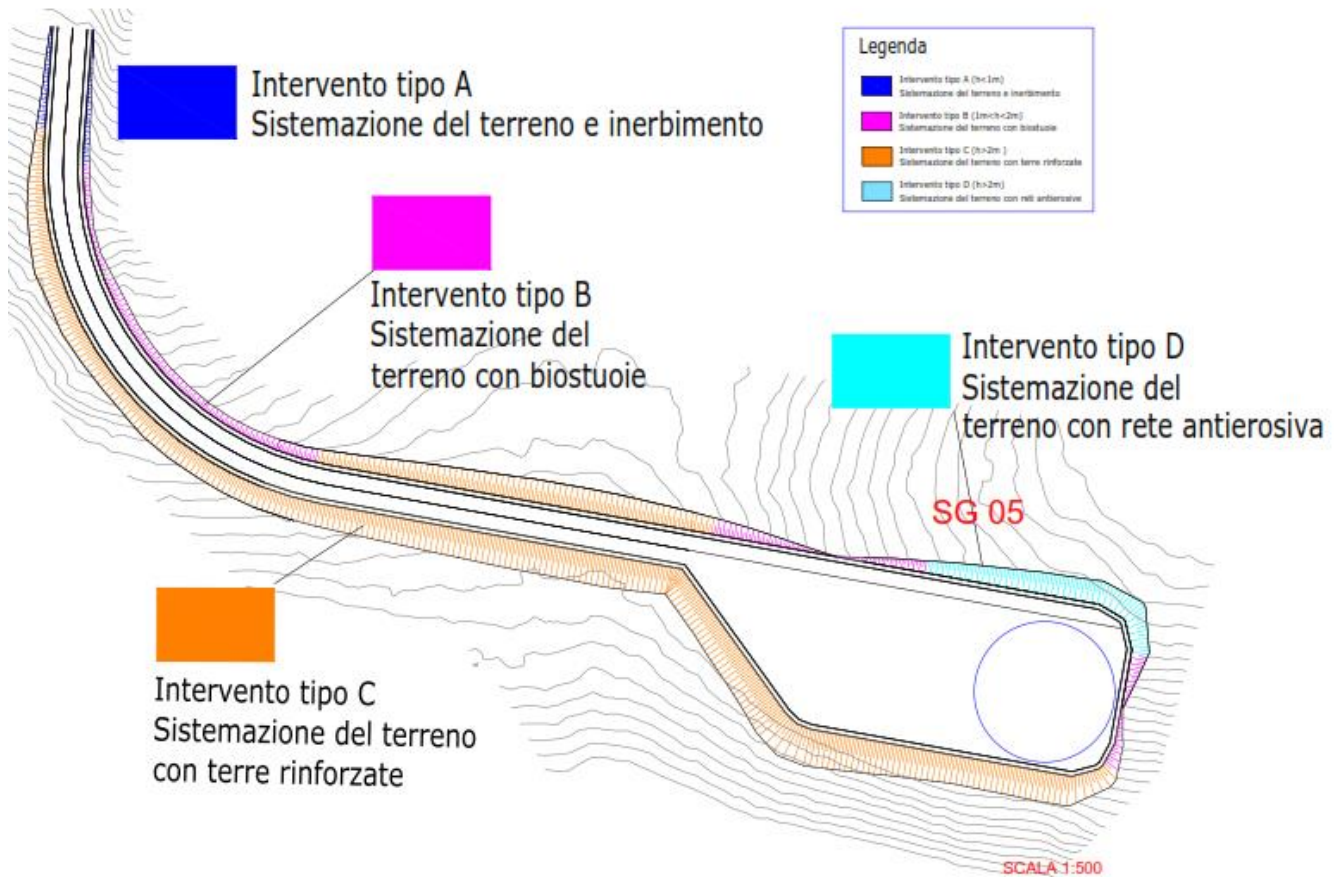 Legenda
Intervento tipo A (h<1m)
Sistemazione del terreno e inerbimento
Intervento tipo B (1m<h<2m)
Sistemazione del terreno con biostuoie
Intervento tipo C (h>2m )
Sistemazione del terreno con terre rinforzate
Intervento tipo D (h>2m)
Sistemazione del terreno con reti antierosive
Intervento tipo A
Sistemazione del terreno e inerbimento
Intervento tipo B
Sistemazione del
terreno con biostuoie
Intervento tipo D
Sistemazione del
terreno con rete antierosiva
SG 05
Intervento tipo C
Sistemazione del terreno
con terre rinforzate
SCALA 1:500